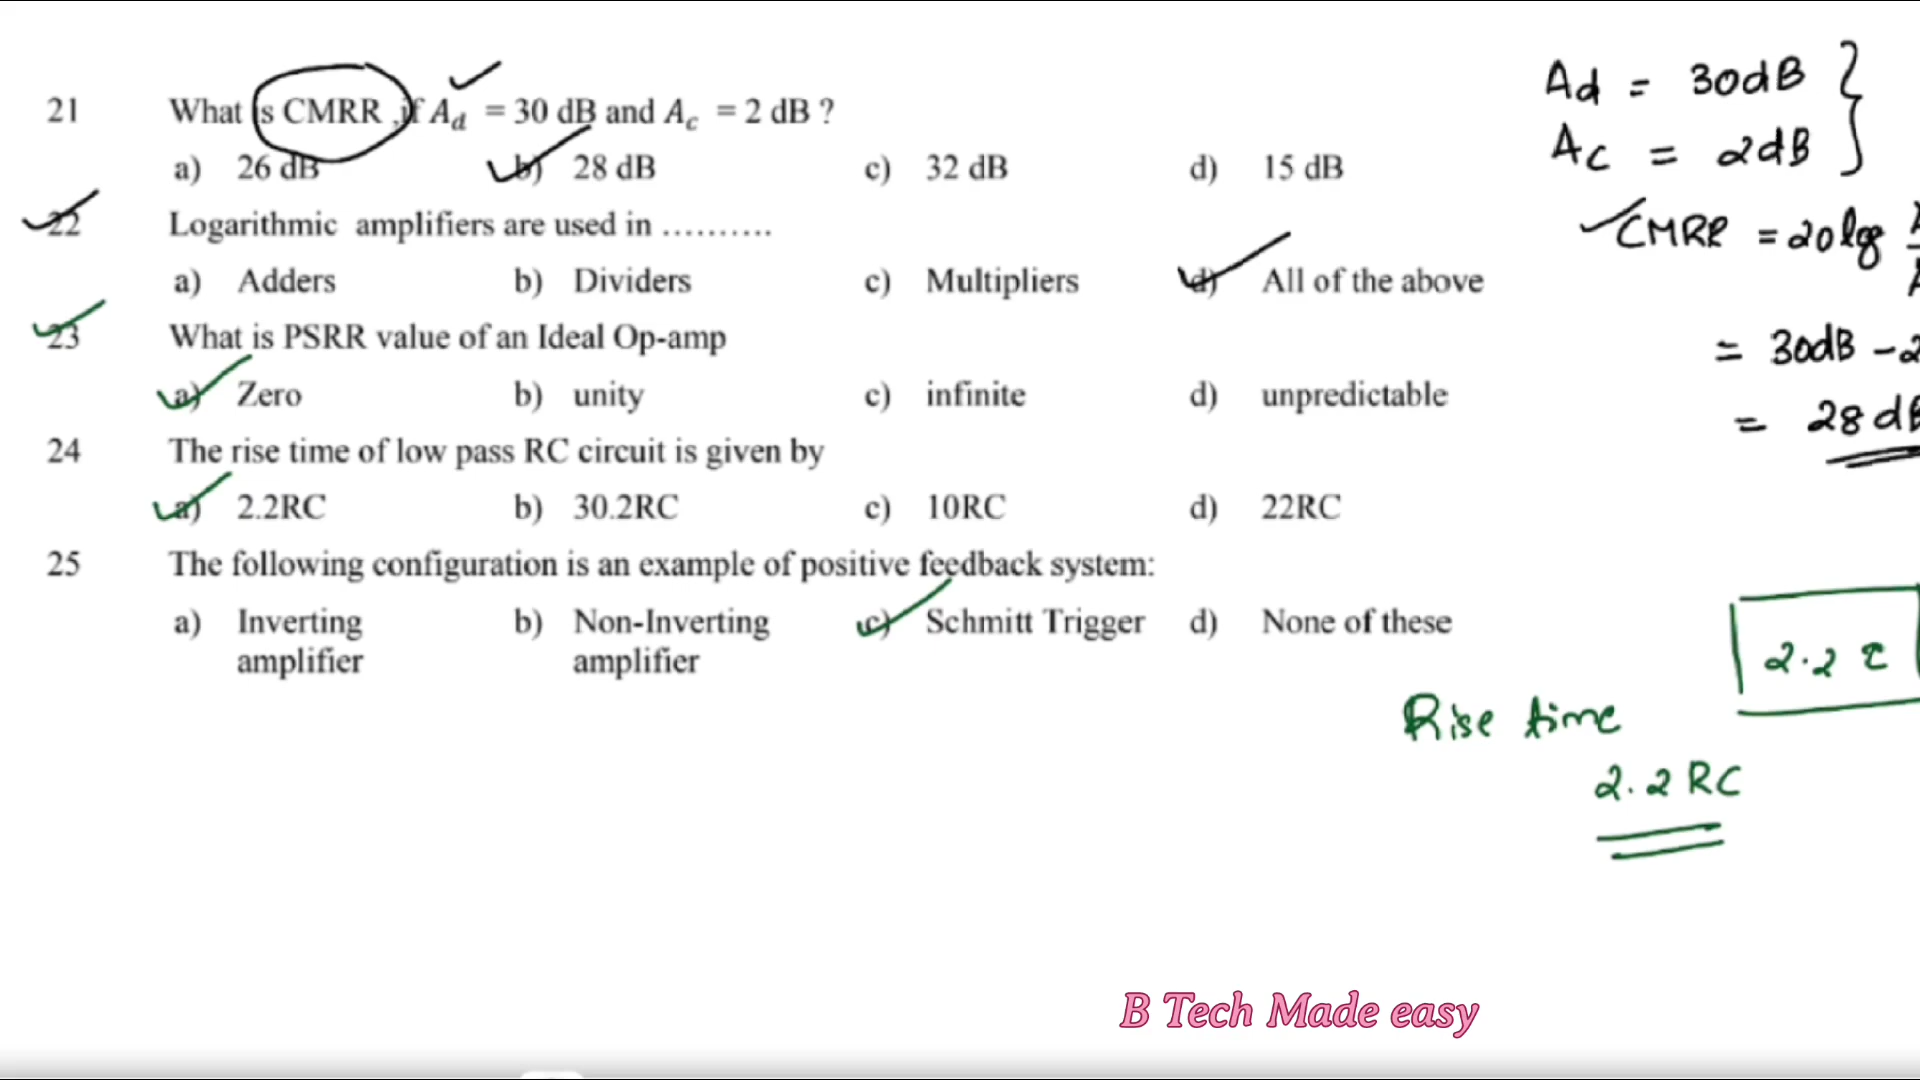 21 What is CMRR ,if Ad = 30 dB and Ac = 2 dB ?
a) 26 dB b) 28 dB c) 32 dB d) 15 dB
22 Logarithmic amplifiers are used in ..........
a) Adders b) Dividers c) Multipliers d) All of the above
23 What is PSRR value of an Ideal Op-amp
a) Zero b) unity c) infinite d) unpredictable
24 The rise time of low pass RC circuit is given by
a) 2.2RC b) 30.2RC c) 10RC d) 22RC
25 The following configuration is an example of positive feedback system:
a) Inverting amplifier b) Non-Inverting amplifier c) Schmitt Trigger d) None of these
Ad = 30dB
Ac = 2dB
CMRR = 20 log
= 30dB - 2
= 28 dB
2.2 τ
Rise time
2.2 RC
B Tech Made easy